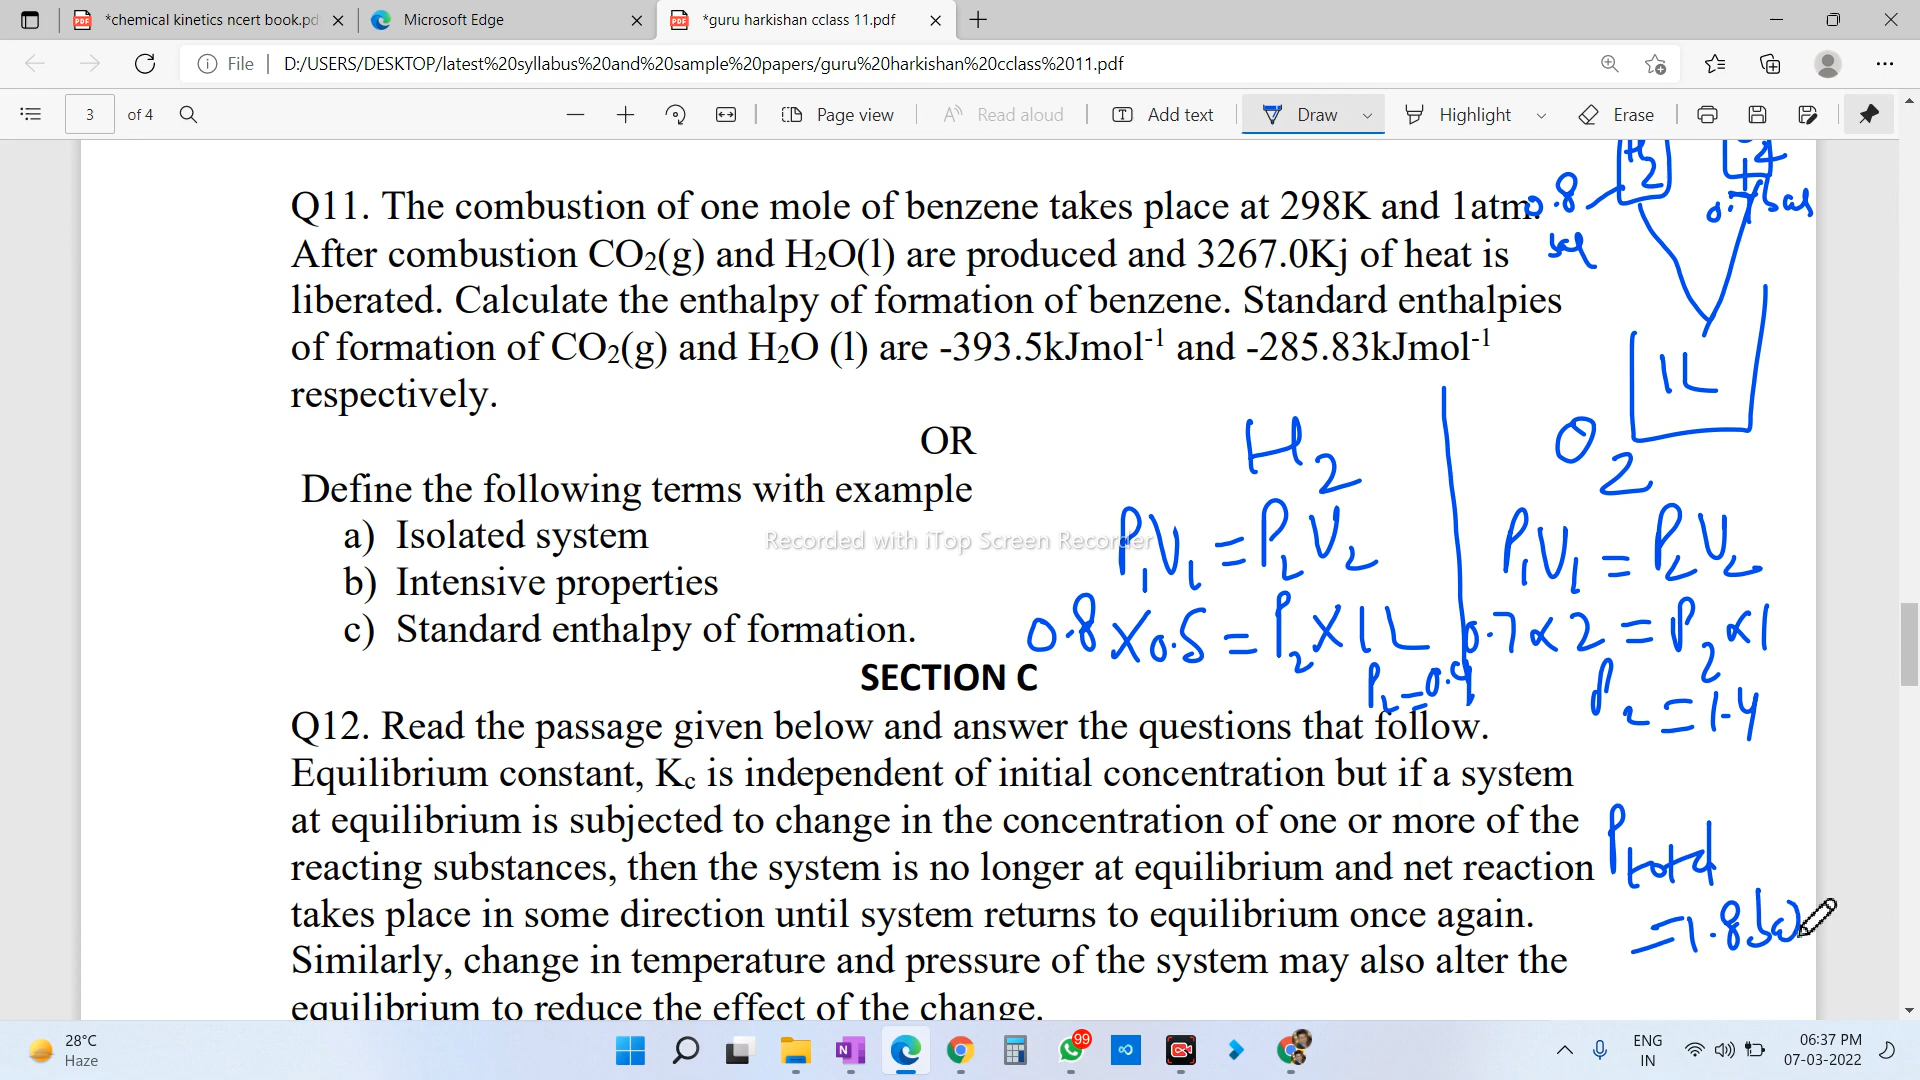 *chemical kinetics ncert book.pd
Microsoft Edge
*guru harkishan cclass 11.pdf
File
D:/USERS/DESKTOP/latest%20syllabus%20and%20sample%20papers/guru%20harkishan%20cclass%2011.pdf
3 of 4
Page view
Read aloud
Add text
Draw
Highlight
Erase
H2
0.8
0.7 bar
Q11. The combustion of one mole of benzene takes place at 298K and 1atm.
After combustion CO2(g) and H2O(l) are produced and 3267.0Kj of heat is
liberated. Calculate the enthalpy of formation of benzene. Standard enthalpies
of formation of CO2(g) and H2O (l) are -393.5kJmol-1 and -285.83kJmol-1
respectively.
1L
OR
H2
O2
Define the following terms with example
a) Isolated system
b) Intensive properties
c) Standard enthalpy of formation.
Recorded with iTop Screen Recorder
P1V1 = P2V2
P1V1 = P2V2
0.8 X 0.5 = P2 X 1L
0.7 x 2 = P2 x 1
P2 = 0.4
P2 = 1.4
SECTION C
Q12. Read the passage given below and answer the questions that follow.
Equilibrium constant, Kc is independent of initial concentration but if a system
at equilibrium is subjected to change in the concentration of one or more of the
reacting substances, then the system is no longer at equilibrium and net reaction
takes place in some direction until system returns to equilibrium once again.
Similarly, change in temperature and pressure of the system may also alter the
equilibrium to reduce the effect of the change.
Ptotal
= 1.8 bar
28°C
Haze
99
ENG
IN
06:37 PM
07-03-2022